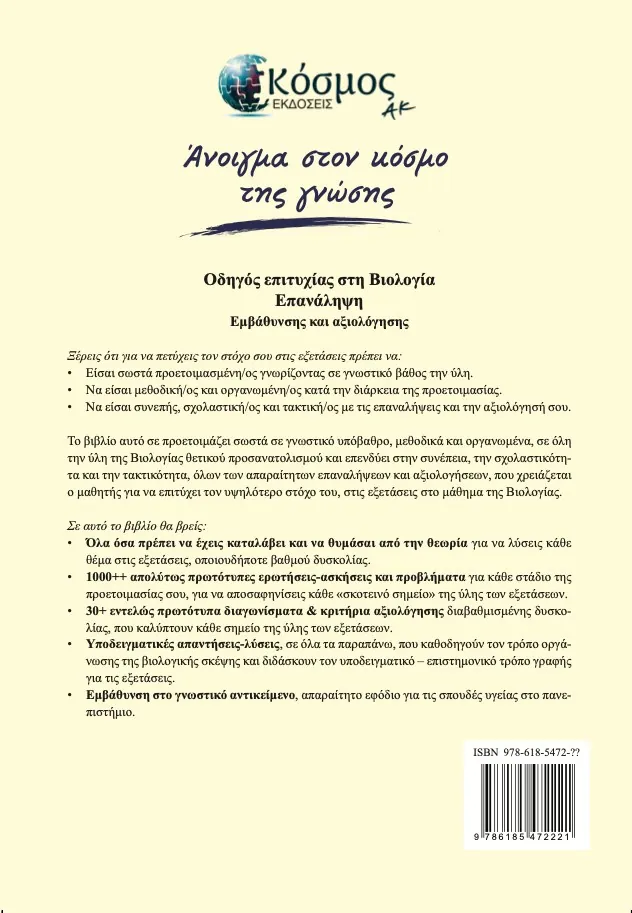 Κόσμος
ΕΚΔΟΣΕΙΣ
ΑΚ
Άνοιγμα στον κόσμο
της γνώσης
Οδηγός επιτυχίας στη Βιολογία
Επανάληψη
Εμβάθυνσης και αξιολόγησης
Ξέρεις ότι για να πετύχεις τον στόχο σου στις εξετάσεις πρέπει να:
• Είσαι σωστά προετοιμασμένη/ος γνωρίζοντας σε γνωστικό βάθος την ύλη.
• Να είσαι μεθοδική/ος και οργανωμένη/ος κατά την διάρκεια της προετοιμασίας.
• Να είσαι συνεπής, σχολαστική/ος και τακτική/ος με τις επαναλήψεις και την αξιολόγησή σου.
Το βιβλίο αυτό σε προετοιμάζει σωστά σε γνωστικό υπόβαθρο, μεθοδικά και οργανωμένα, σε όλη
την ύλη της Βιολογίας θετικού προσανατολισμού και επενδύει στην συνέπεια, την σχολαστικότη-
τα και την τακτικότητα, όλων των απαραίτητων επαναλήψεων και αξιολογήσεων, που χρειάζεται
ο μαθητής για να επιτύχει τον υψηλότερο στόχο του, στις εξετάσεις στο μάθημα της Βιολογίας.
Σε αυτό το βιβλίο θα βρείς:
• Όλα όσα πρέπει να έχεις καταλάβει και να θυμάσαι από την θεωρία για να λύσεις κάθε
θέμα στις εξετάσεις, οποιουδήποτε βαθμού δυσκολίας.
• 1000++ απολύτως πρωτότυπες ερωτήσεις-ασκήσεις και προβλήματα για κάθε στάδιο της
προετοιμασίας σου, για να αποσαφηνίσεις κάθε «σκοτεινό σημείο» της ύλης των εξετάσεων.
• 30+ εντελώς πρωτότυπα διαγωνίσματα & κριτήρια αξιολόγησης διαβαθμισμένης δυσκο-
λίας, που καλύπτουν κάθε σημείο της ύλης των εξετάσεων.
• Υποδειγματικές απαντήσεις-λύσεις, σε όλα τα παραπάνω, που καθοδηγούν τον τρόπο οργά-
νωσης της βιολογικής σκέψης και διδάσκουν τον υποδειγματικό – επιστημονικό τρόπο γραφής
για τις εξετάσεις.
• Εμβάθυνση στο γνωστικό αντικείμενο, απαραίτητο εφόδιο για τις σπουδές υγείας στο πανε-
πιστήμιο.
ISBN 978-618-5472-??
9 786185 472221